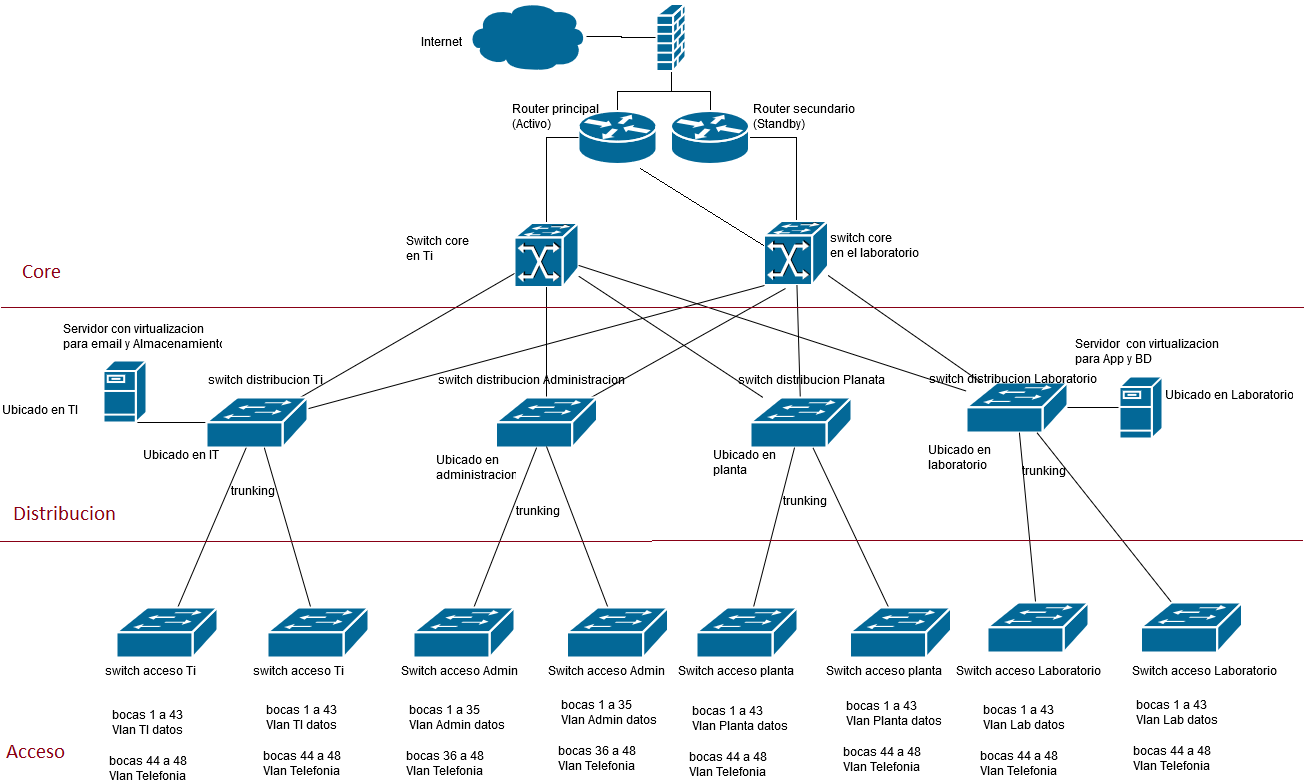 Internet
Router principal
(Activo)
Router secundario
(Standby)
Switch core
en Ti
switch core
en el laboratorio
Core
Servidor con virtualizacion
para email y Almacenamiento
Servidor con virtualizacion
para App y BD
switch distribucion Ti
switch distribucion Administracion
switch distribucion Planata
switch distribucion Laboratorio
Ubicado en TI
Ubicado en Laboratorio
Ubicado en IT
Ubicado en
administracion
Ubicado en
planta
Ubicado en
laboratorio
trunking
trunking
trunking
trunking
Distribucion
switch acceso Ti
switch acceso Ti
Switch acceso Admin
Switch acceso Admin
Switch acceso planta
Switch acceso planta
Switch acceso Laboratorio
Switch acceso Laboratorio
bocas 1 a 43
Vlan TI datos
bocas 1 a 43
Vlan TI datos
bocas 1 a 35
Vlan Admin datos
bocas 1 a 35
Vlan Admin datos
bocas 1 a 43
Vlan Planta datos
bocas 1 a 43
Vlan Planta datos
bocas 1 a 43
Vlan Lab datos
bocas 1 a 43
Vlan Lab datos
Acceso
bocas 44 a 48
Vlan Telefonia
bocas 44 a 48
Vlan Telefonia
bocas 36 a 48
Vlan Telefonia
bocas 36 a 48
Vlan Telefonia
bocas 44 a 48
Vlan Telefonia
bocas 44 a 48
Vlan Telefonia
bocas 44 a 48
Vlan Telefonia
bocas 44 a 48
Vlan Telefonia